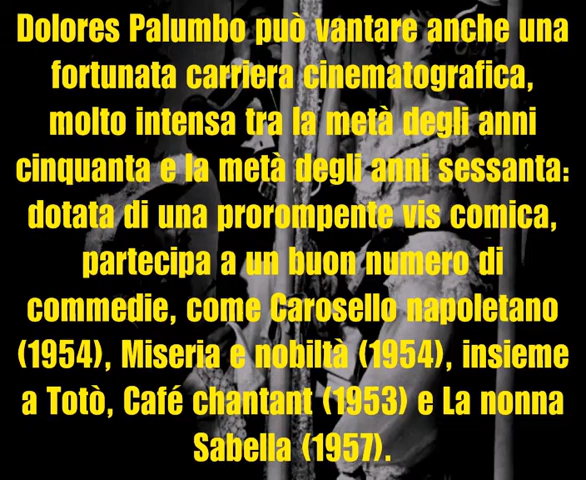 Dolores Palumbo può vantare anche una
fortunata carriera cinematografica,
molto intensa tra la metà degli anni
cinquanta e la metà degli anni sessanta:
dotata di una prorompente vis comica,
partecipa a un buon numero di
commedie, come Carosello napoletano
(1954), Miseria e nobiltà (1954), insieme
a Totò, Café chantant (1953) e La nonna
Sabella (1957).